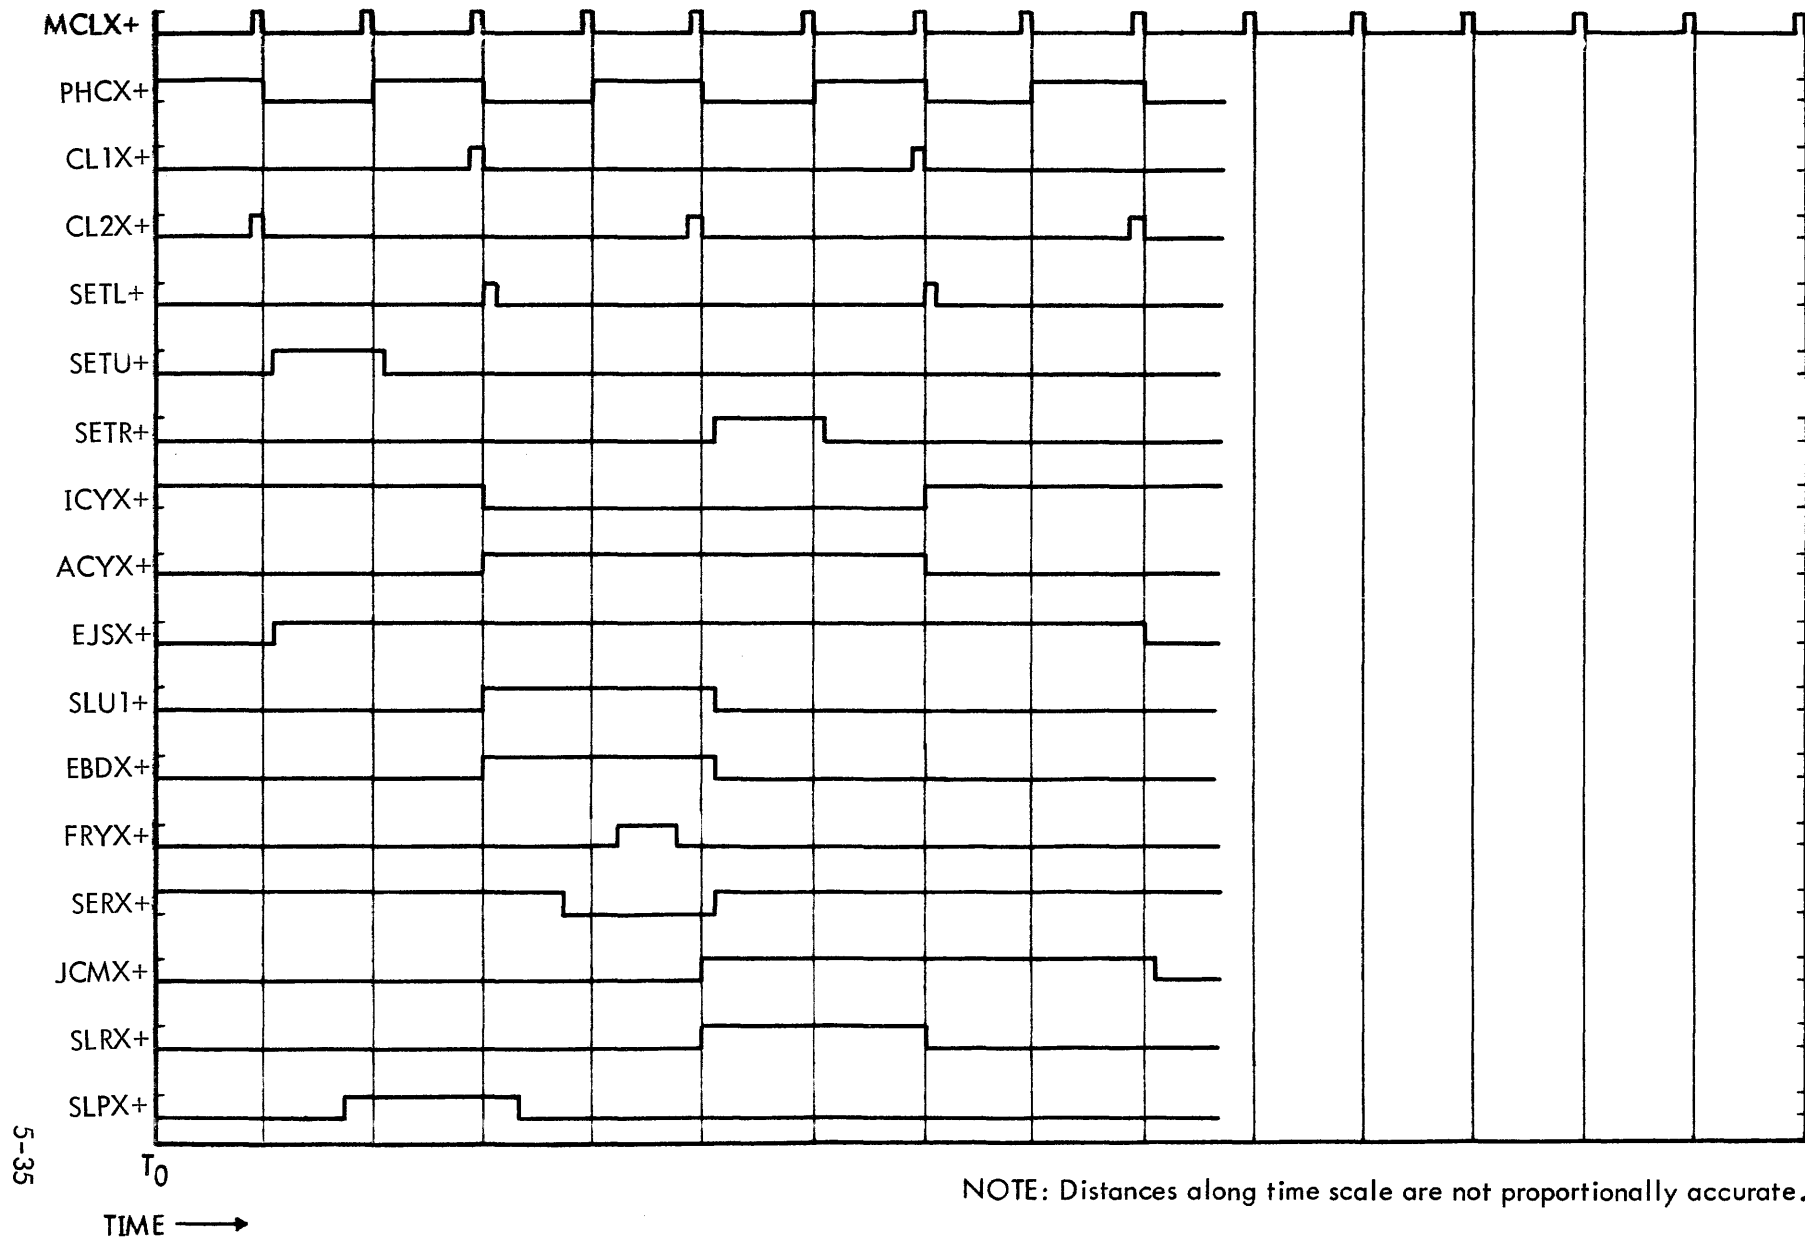 MCLX+
PHCX+
CL1X+
CL2X+
SETL+
SETU+
SETR+
ICYX+
ACYX+
EJSX+
SLU1+
EBDX+
FRYX+
SERX+
JCMX+
SLRX+
SLPX+
T0
TIME
NOTE: Distances along time scale are not proportionally accurate.
5-35